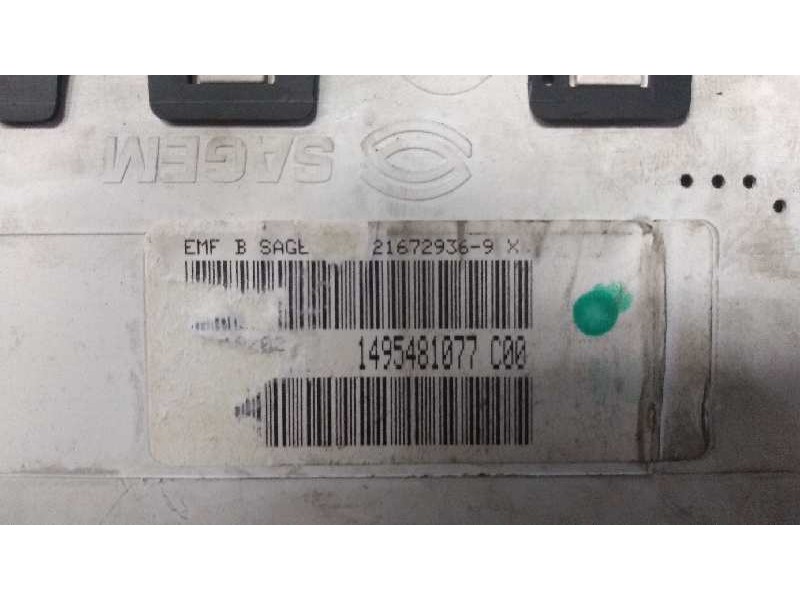 SAGEM
EMF B SAGE 21672936-9 X
1495481077 C00